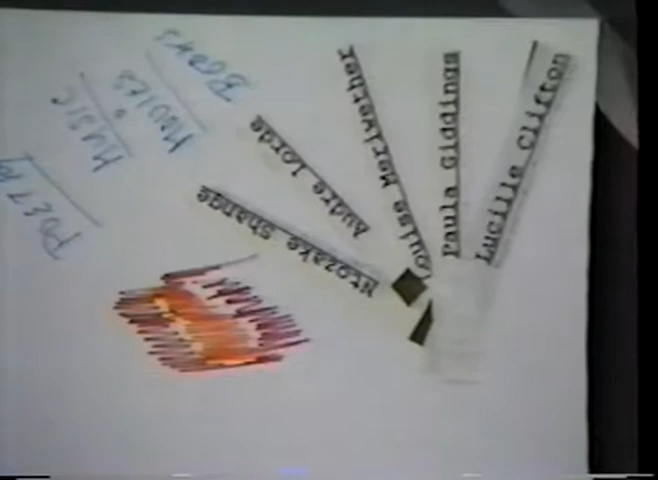 Ntozake Shange
Audre Lorde
Louise Meriwether
Paula Giddings
Lucille Clifton
POETRY
MUSIC
MOVIES
BOOKS